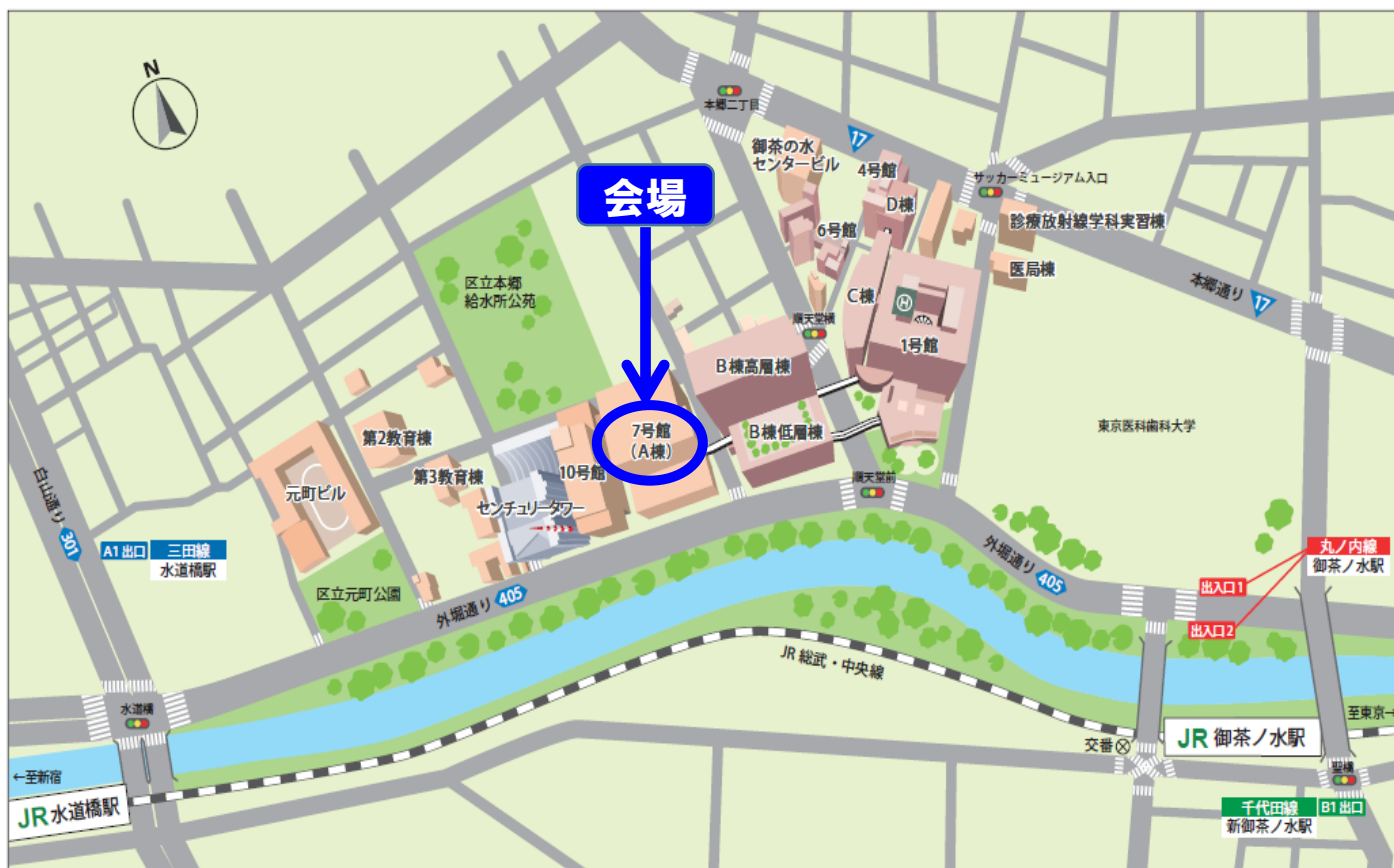 N
本郷二丁目
17
御茶の水
センタービル
4号館
サッカーミュージアム入口
会場
D棟
診療放射線学科実習棟
6号館
医局棟
区立本郷
給水所公苑
C棟
H
本郷通り 17
順天堂横
1号館
B棟高層棟
7号館
(A棟)
B棟低層棟
東京医科歯科大学
第2教育棟
第3教育棟
10号館
元町ビル
センチュリータワー
順天堂前
白山通り 301
A1出口 三田線
水道橋駅
区立元町公園
外堀通り 405
外堀通り 405
丸ノ内線
御茶ノ水駅
出入口1
出入口2
JR 総武・中央線
水道橋
至東京→
交番
JR 御茶ノ水駅
←至新宿
聖橋
JR 水道橋駅
千代田線 B1出口
新御茶ノ水駅